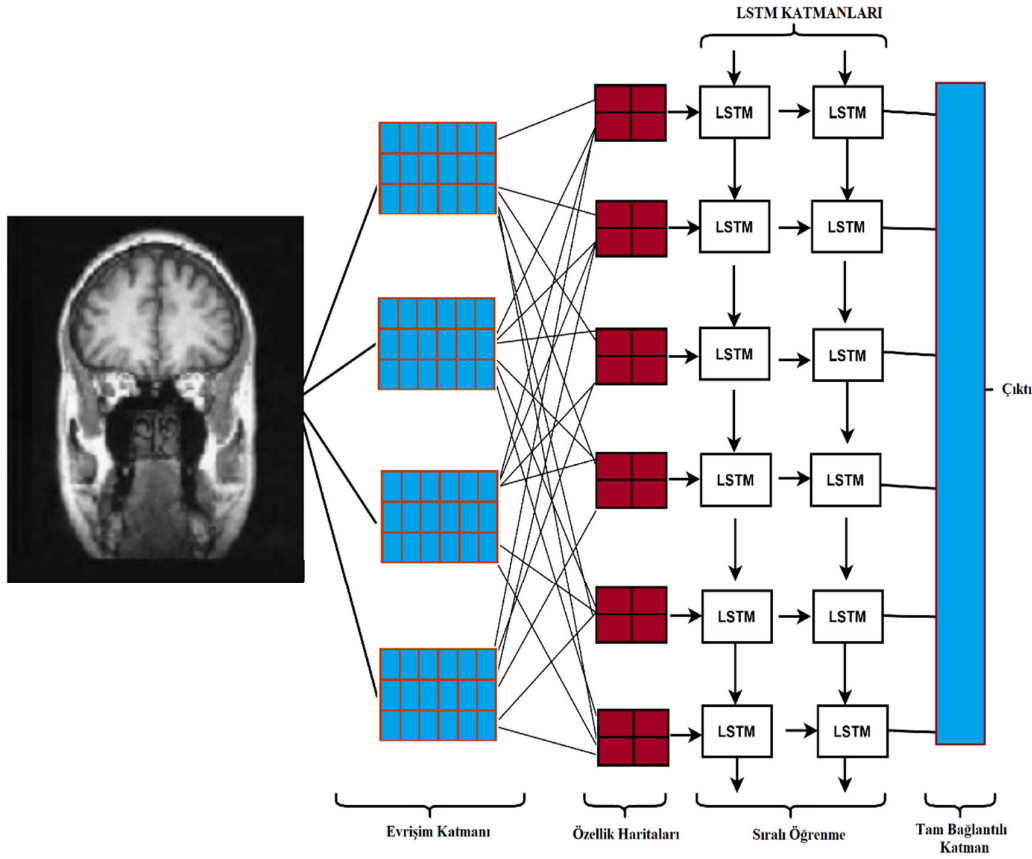 LSTM KATMANLARI
LSTM LSTM
LSTM LSTM
LSTM LSTM
Çıktı
LSTM LSTM
LSTM LSTM
LSTM LSTM
Evrişim Katmanı
Özellik Haritaları
Sıralı Öğrenme
Tam Bağlantılı
Katman